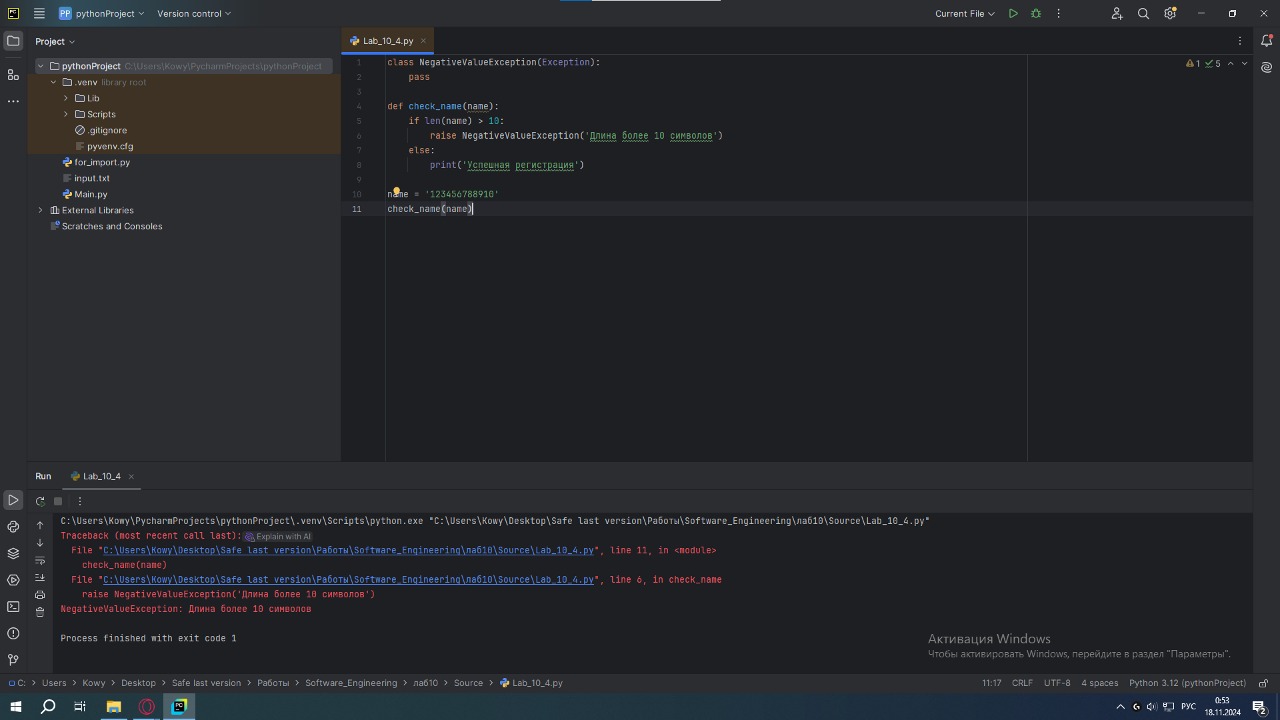 PC PP pythonProject Version control Current File
Project Lab_10_4.py
pythonProject C:\Users\Kowy\PycharmProjects\pythonProject
.venv library root
Lib
Scripts
.gitignore
pyvenv.cfg
for_import.py
input.txt
Main.py
External Libraries
Scratches and Consoles
1 class NegativeValueException(Exception):
2 pass
3
4 def check_name(name):
5 if len(name) > 10:
6 raise NegativeValueException('Длина более 10 символов')
7 else:
8 print('Успешная регистрация')
9
10 name = '123456788910'
11 check_name(name)
1 5
Run Lab_10_4
C:\Users\Kowy\PycharmProjects\pythonProject\.venv\Scripts\python.exe "C:\Users\Kowy\Desktop\Safe last version\Работы\Software_Engineering\лаб10\Source\Lab_10_4.py"
Traceback (most recent call last): Explain with AI
File "C:\Users\Kowy\Desktop\Safe last version\Работы\Software_Engineering\лаб10\Source\Lab_10_4.py", line 11, in <module>
check_name(name)
File "C:\Users\Kowy\Desktop\Safe last version\Работы\Software_Engineering\лаб10\Source\Lab_10_4.py", line 6, in check_name
raise NegativeValueException('Длина более 10 символов')
NegativeValueException: Длина более 10 символов
Process finished with exit code 1
Активация Windows
Чтобы активировать Windows, перейдите в раздел "Параметры".
C: Users Kowy Desktop Safe last version Работы Software_Engineering лаб10 Source Lab_10_4.py 11:17 CRLF UTF-8 4 spaces Python 3.12 (pythonProject)
PC РУС 0:53
18.11.2024 2